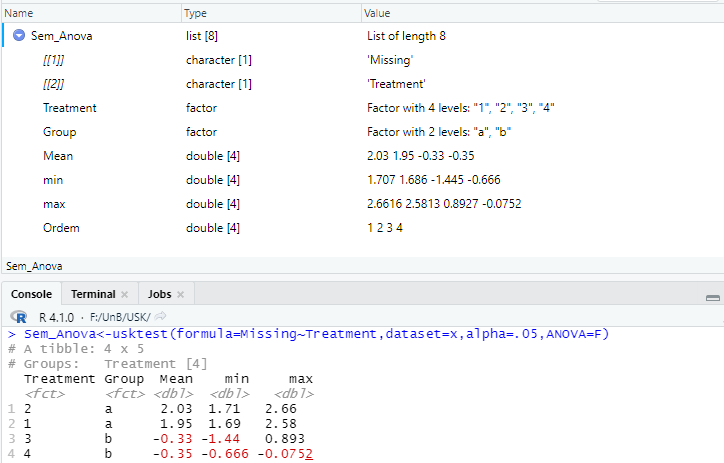 Name Type Value
Sem_Anova list [8] List of length 8
[[1]] character [1] 'Missing'
[[2]] character [1] 'Treatment'
Treatment factor Factor with 4 levels: "1", "2", "3", "4"
Group factor Factor with 2 levels: "a", "b"
Mean double [4] 2.03 1.95 -0.33 -0.35
min double [4] 1.707 1.686 -1.445 -0.666
max double [4] 2.6616 2.5813 0.8927 -0.0752
Ordem double [4] 1 2 3 4
Sem_Anova
Console Terminal × Jobs ×
R R 4.1.0 · F:/UnB/USK/
> Sem_Anova<-usktest(formula=Missing~Treatment,dataset=x,alpha=.05,ANOVA=F)
# A tibble: 4 x 5
# Groups: Treatment [4]
Treatment Group Mean min max
<fct> <fct> <dbl> <dbl> <dbl>
1 2 a 2.03 1.71 2.66
2 1 a 1.95 1.69 2.58
3 3 b -0.33 -1.44 0.893
4 4 b -0.35 -0.666 -0.0752